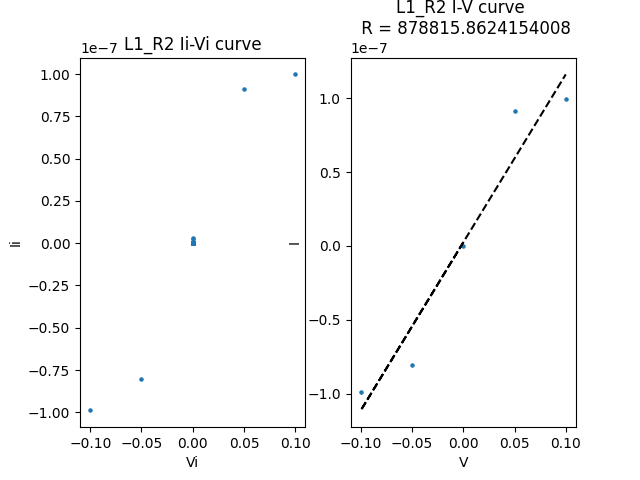 L1_R2 I-V curve
R = 878815.8624154008
1e−7 L1_R2 Ii-Vi curve
1e−7
1.00
0.75
0.50
0.25
0.00
−0.25
−0.50
−0.75
−1.00
Ii
−0.10 −0.05 0.00 0.05 0.10
Vi
1.0
0.5
0.0
−0.5
−1.0
I
−0.10 −0.05 0.00 0.05 0.10
V